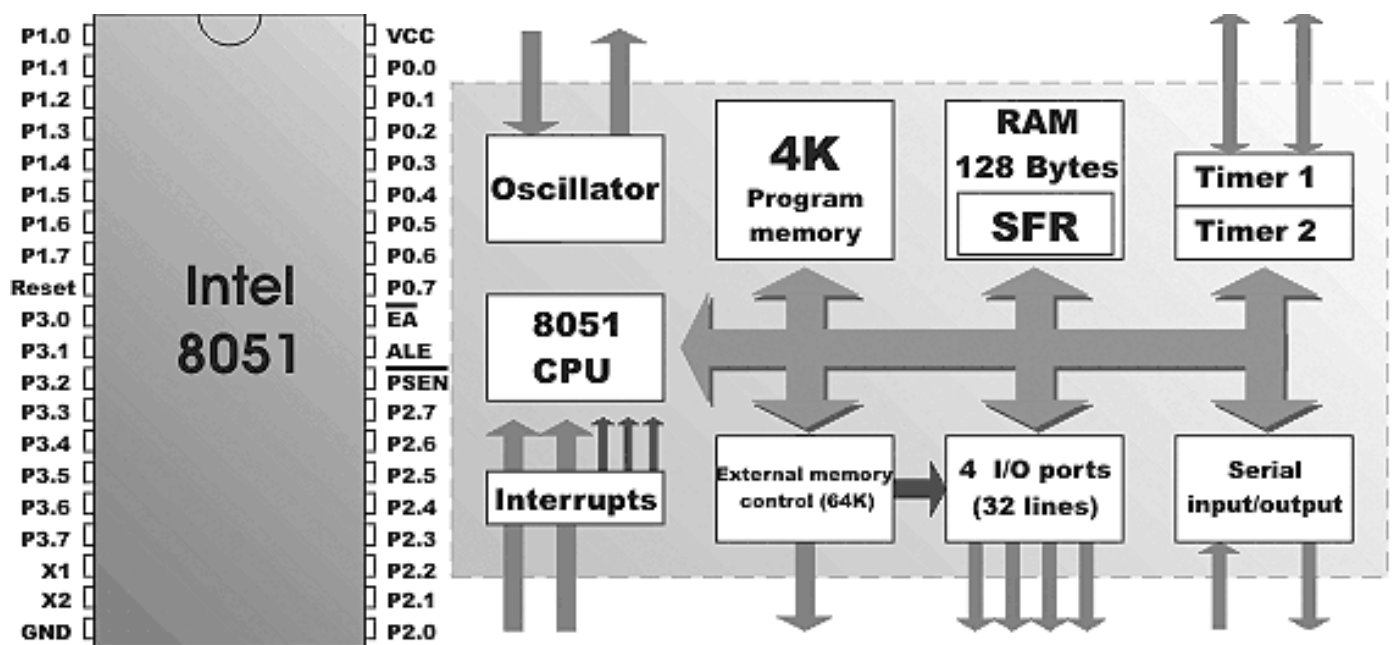 P1.0
P1.1
P1.2
P1.3
P1.4
P1.5
P1.6
P1.7
Reset
P3.0
P3.1
P3.2
P3.3
P3.4
P3.5
P3.6
P3.7
X1
X2
GND
Intel
8051
VCC
P0.0
P0.1
P0.2
P0.3
P0.4
P0.5
P0.6
P0.7
EA
ALE
PSEN
P2.7
P2.6
P2.5
P2.4
P2.3
P2.2
P2.1
P2.0
Oscillator
4K
Program
memory
RAM
128 Bytes
SFR
Timer 1
Timer 2
8051
CPU
Interrupts
External memory
control (64K)
4 I/O ports
(32 lines)
Serial
input/output